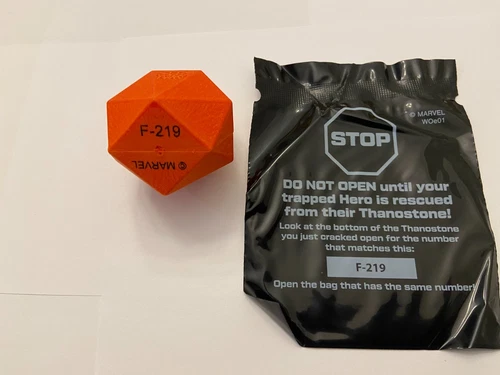 F-219
© MARVEL
© MARVEL
WOe01
STOP
DO NOT OPEN until your
trapped Hero is rescued
from their Thanostone!
Look at the bottom of the Thanostone
you just cracked open for the number
that matches this:
F-219
Open the bag that has the same number!